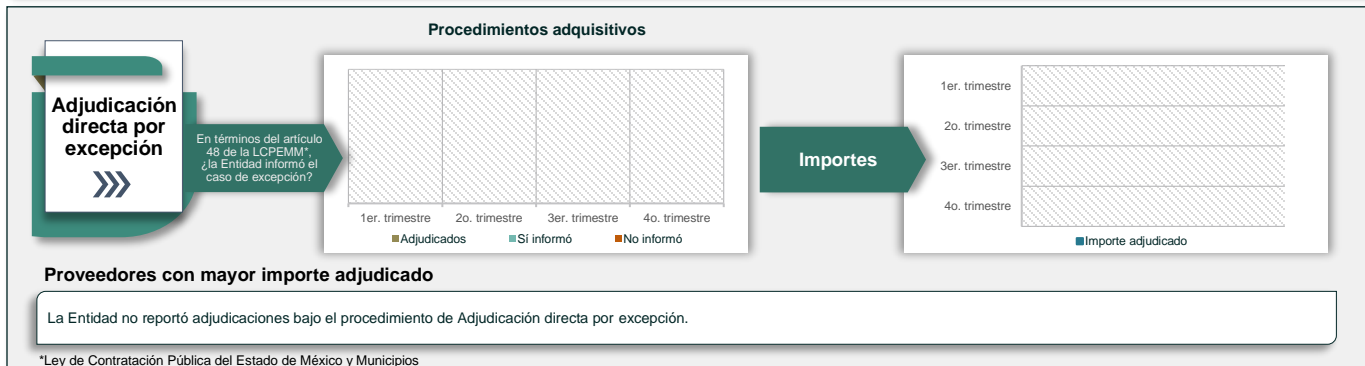 Procedimientos adquisitivos
Adjudicación
directa por
excepción
En términos del artículo
48 de la LCPEMM*,
¿la Entidad informó el
caso de excepción?
1er. trimestre 2o. trimestre 3er. trimestre 4o. trimestre
Adjudicados Sí informó No informó
Importes
1er. trimestre
2o. trimestre
3er. trimestre
4o. trimestre
Importe adjudicado
Proveedores con mayor importe adjudicado
La Entidad no reportó adjudicaciones bajo el procedimiento de Adjudicación directa por excepción.
*Ley de Contratación Pública del Estado de México y Municipios